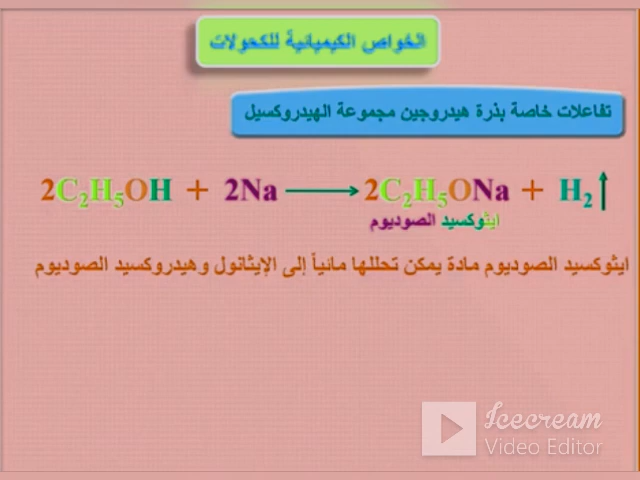 الخواص الكيميائية للكحولات
تفاعلات خاصة بذرة هيدروجين مجموعة الهيدروكسيل
2C₂H₅OH + 2Na ⟶ 2C₂H₅ONa + H₂↑
ايثوكسيد الصوديوم
ايثوكسيد الصوديوم مادة يمكن تحللها مائياً إلى الإيثانول وهيدروكسيد الصوديوم
Icecream
Video Editor